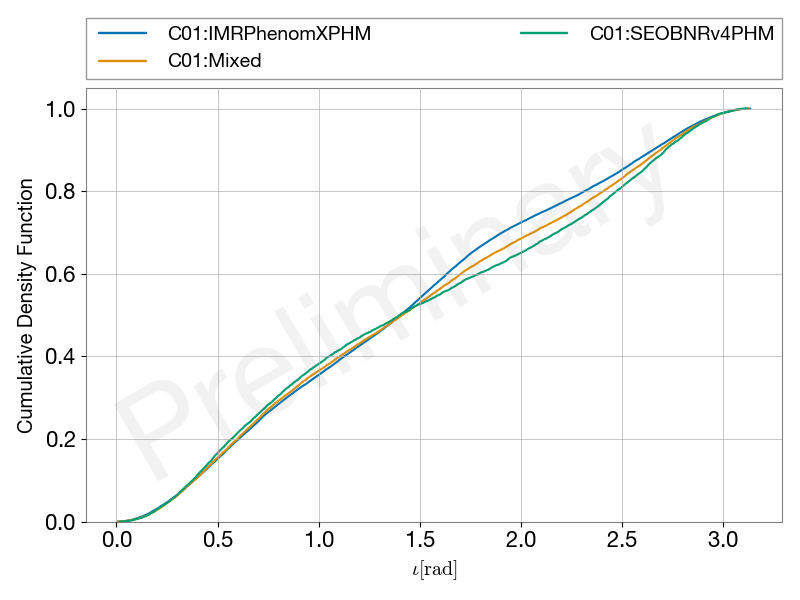 C01:IMRPhenomXPHM
C01:Mixed
C01:SEOBNRv4PHM
Preliminary
Cumulative Density Function
1.0
0.8
0.6
0.4
0.2
0.0
0.0 0.5 1.0 1.5 2.0 2.5 3.0
ι[rad]